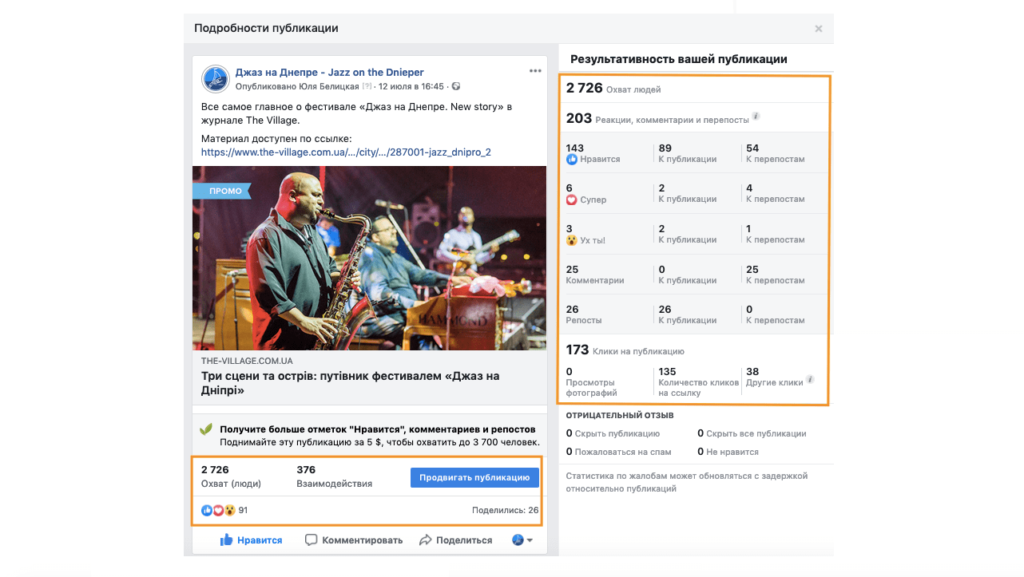 Подробности публикации
Джаз на Днепре - Jazz on the Dnieper
Опубликовано Юля Белицкая [?] · 12 июля в 16:45 ·
Все самое главное о фестивале «Джаз на Днепре. New story» в
журнале The Village.
Материал доступен по ссылке:
https://www.the-village.com.ua/.../city/.../287001-jazz_dnipro_2
ПРОМО
HAMMOND
THE-VILLAGE.COM.UA
Три сцени та острів: путівник фестивалем «Джаз на
Дніпрі»
Получите больше отметок "Нравится", комментариев и репостов
Поднимайте эту публикацию за 5 $, чтобы охватить до 3 700 человек.
2 726 376
Охват (люди) Взаимодействия
Продвигать публикацию
91 Поделились: 26
Нравится Комментировать Поделиться
Результативность вашей публикации
2 726 Охват людей
203 Реакции, комментарии и перепосты
143 89 54
Нравится К публикации К перепостам
6 2 4
Супер К публикации К перепостам
3 2 1
Ух ты! К публикации К перепостам
25 0 25
Комментарии К публикации К перепостам
26 26 0
Репосты К публикации К перепостам
173 Клики на публикацию
0 135 38
Просмотры Количество кликов Другие клики
фотографий на ссылку
ОТРИЦАТЕЛЬНЫЙ ОТЗЫВ
0 Скрыть публикацию 0 Скрыть все публикации
0 Пожаловаться на спам 0 Не нравится
Статистика по жалобам может обновляться с задержкой
относительно публикаций